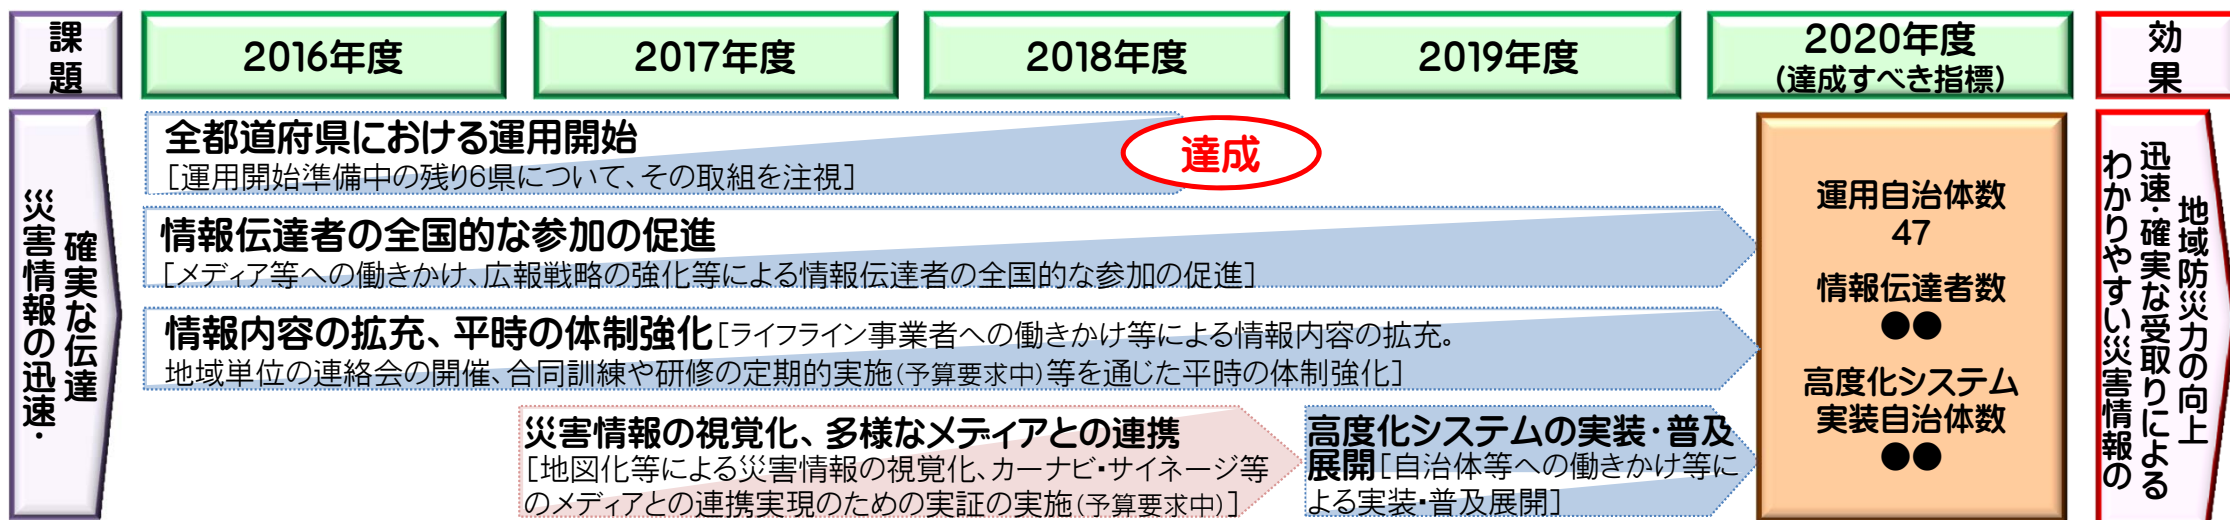 課題
2016年度
2017年度
2018年度
2019年度
2020年度
(達成すべき指標)
効果
災害情報の迅速・
確実な伝達
全都道府県における運用開始
[運用開始準備中の残り6県について、その取組を注視]
達成
情報伝達者の全国的な参加の促進
[メディア等への働きかけ、広報戦略の強化等による情報伝達者の全国的な参加の促進]
情報内容の拡充、平時の体制強化[ライフライン事業者への働きかけ等による情報内容の拡充。
地域単位の連絡会の開催、合同訓練や研修の定期的実施(予算要求中)等を通じた平時の体制強化]
災害情報の視覚化、多様なメディアとの連携
[地図化等による災害情報の視覚化、カーナビ・サイネージ等
のメディアとの連携実現のための実証の実施(予算要求中)]
高度化システムの実装・普及
展開[自治体等への働きかけ等に
よる実装・普及展開]
運用自治体数
47
情報伝達者数
●●
高度化システム
実装自治体数
●●
地域防災力の向上
迅速・確実な受取りによる
わかりやすい災害情報の